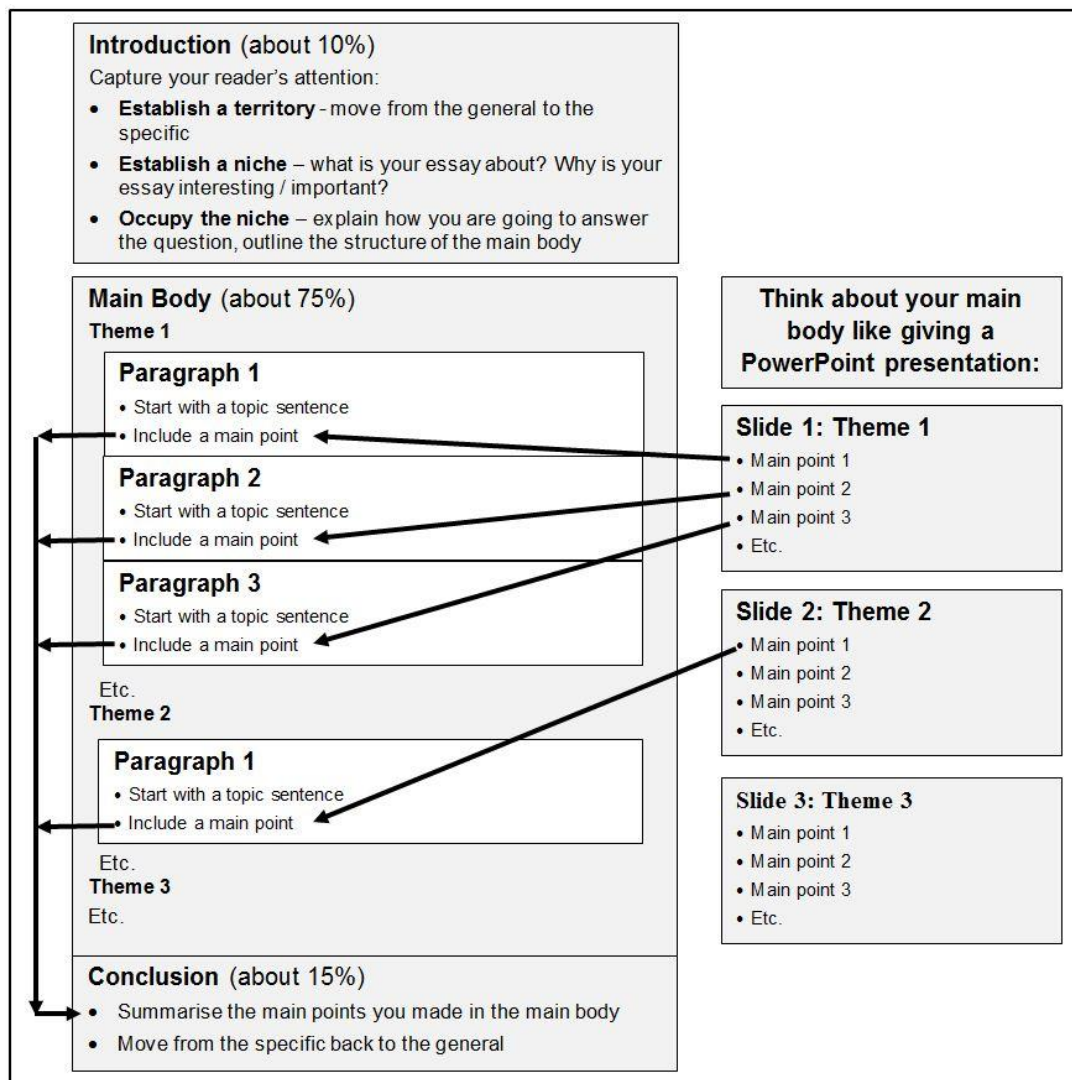 Introduction (about 10%)
Capture your reader's attention:
• Establish a territory - move from the general to the
specific
• Establish a niche – what is your essay about? Why is your
essay interesting / important?
• Occupy the niche – explain how you are going to answer
the question, outline the structure of the main body
Main Body (about 75%)
Theme 1
Paragraph 1
• Start with a topic sentence
• Include a main point
Paragraph 2
• Start with a topic sentence
• Include a main point
Paragraph 3
• Start with a topic sentence
• Include a main point
Etc.
Theme 2
Paragraph 1
• Start with a topic sentence
• Include a main point
Etc.
Theme 3
Etc.
Conclusion (about 15%)
• Summarise the main points you made in the main body
• Move from the specific back to the general
Think about your main
body like giving a
PowerPoint presentation:
Slide 1: Theme 1
• Main point 1
• Main point 2
• Main point 3
• Etc.
Slide 2: Theme 2
• Main point 1
• Main point 2
• Main point 3
• Etc.
Slide 3: Theme 3
• Main point 1
• Main point 2
• Main point 3
• Etc.